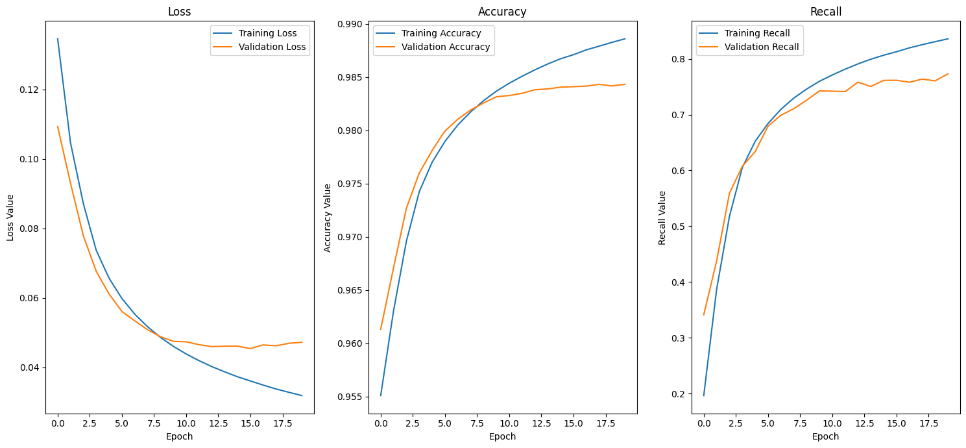 Loss
Training Loss
Validation Loss
0.12
0.10
0.08
0.06
0.04
Loss Value
0.0 2.5 5.0 7.5 10.0 12.5 15.0 17.5
Epoch
Accuracy
Training Accuracy
Validation Accuracy
0.990
0.985
0.980
0.975
0.970
0.965
0.960
0.955
Accuracy Value
0.0 2.5 5.0 7.5 10.0 12.5 15.0 17.5
Epoch
Recall
Training Recall
Validation Recall
0.8
0.7
0.6
0.5
0.4
0.3
0.2
Recall Value
0.0 2.5 5.0 7.5 10.0 12.5 15.0 17.5
Epoch